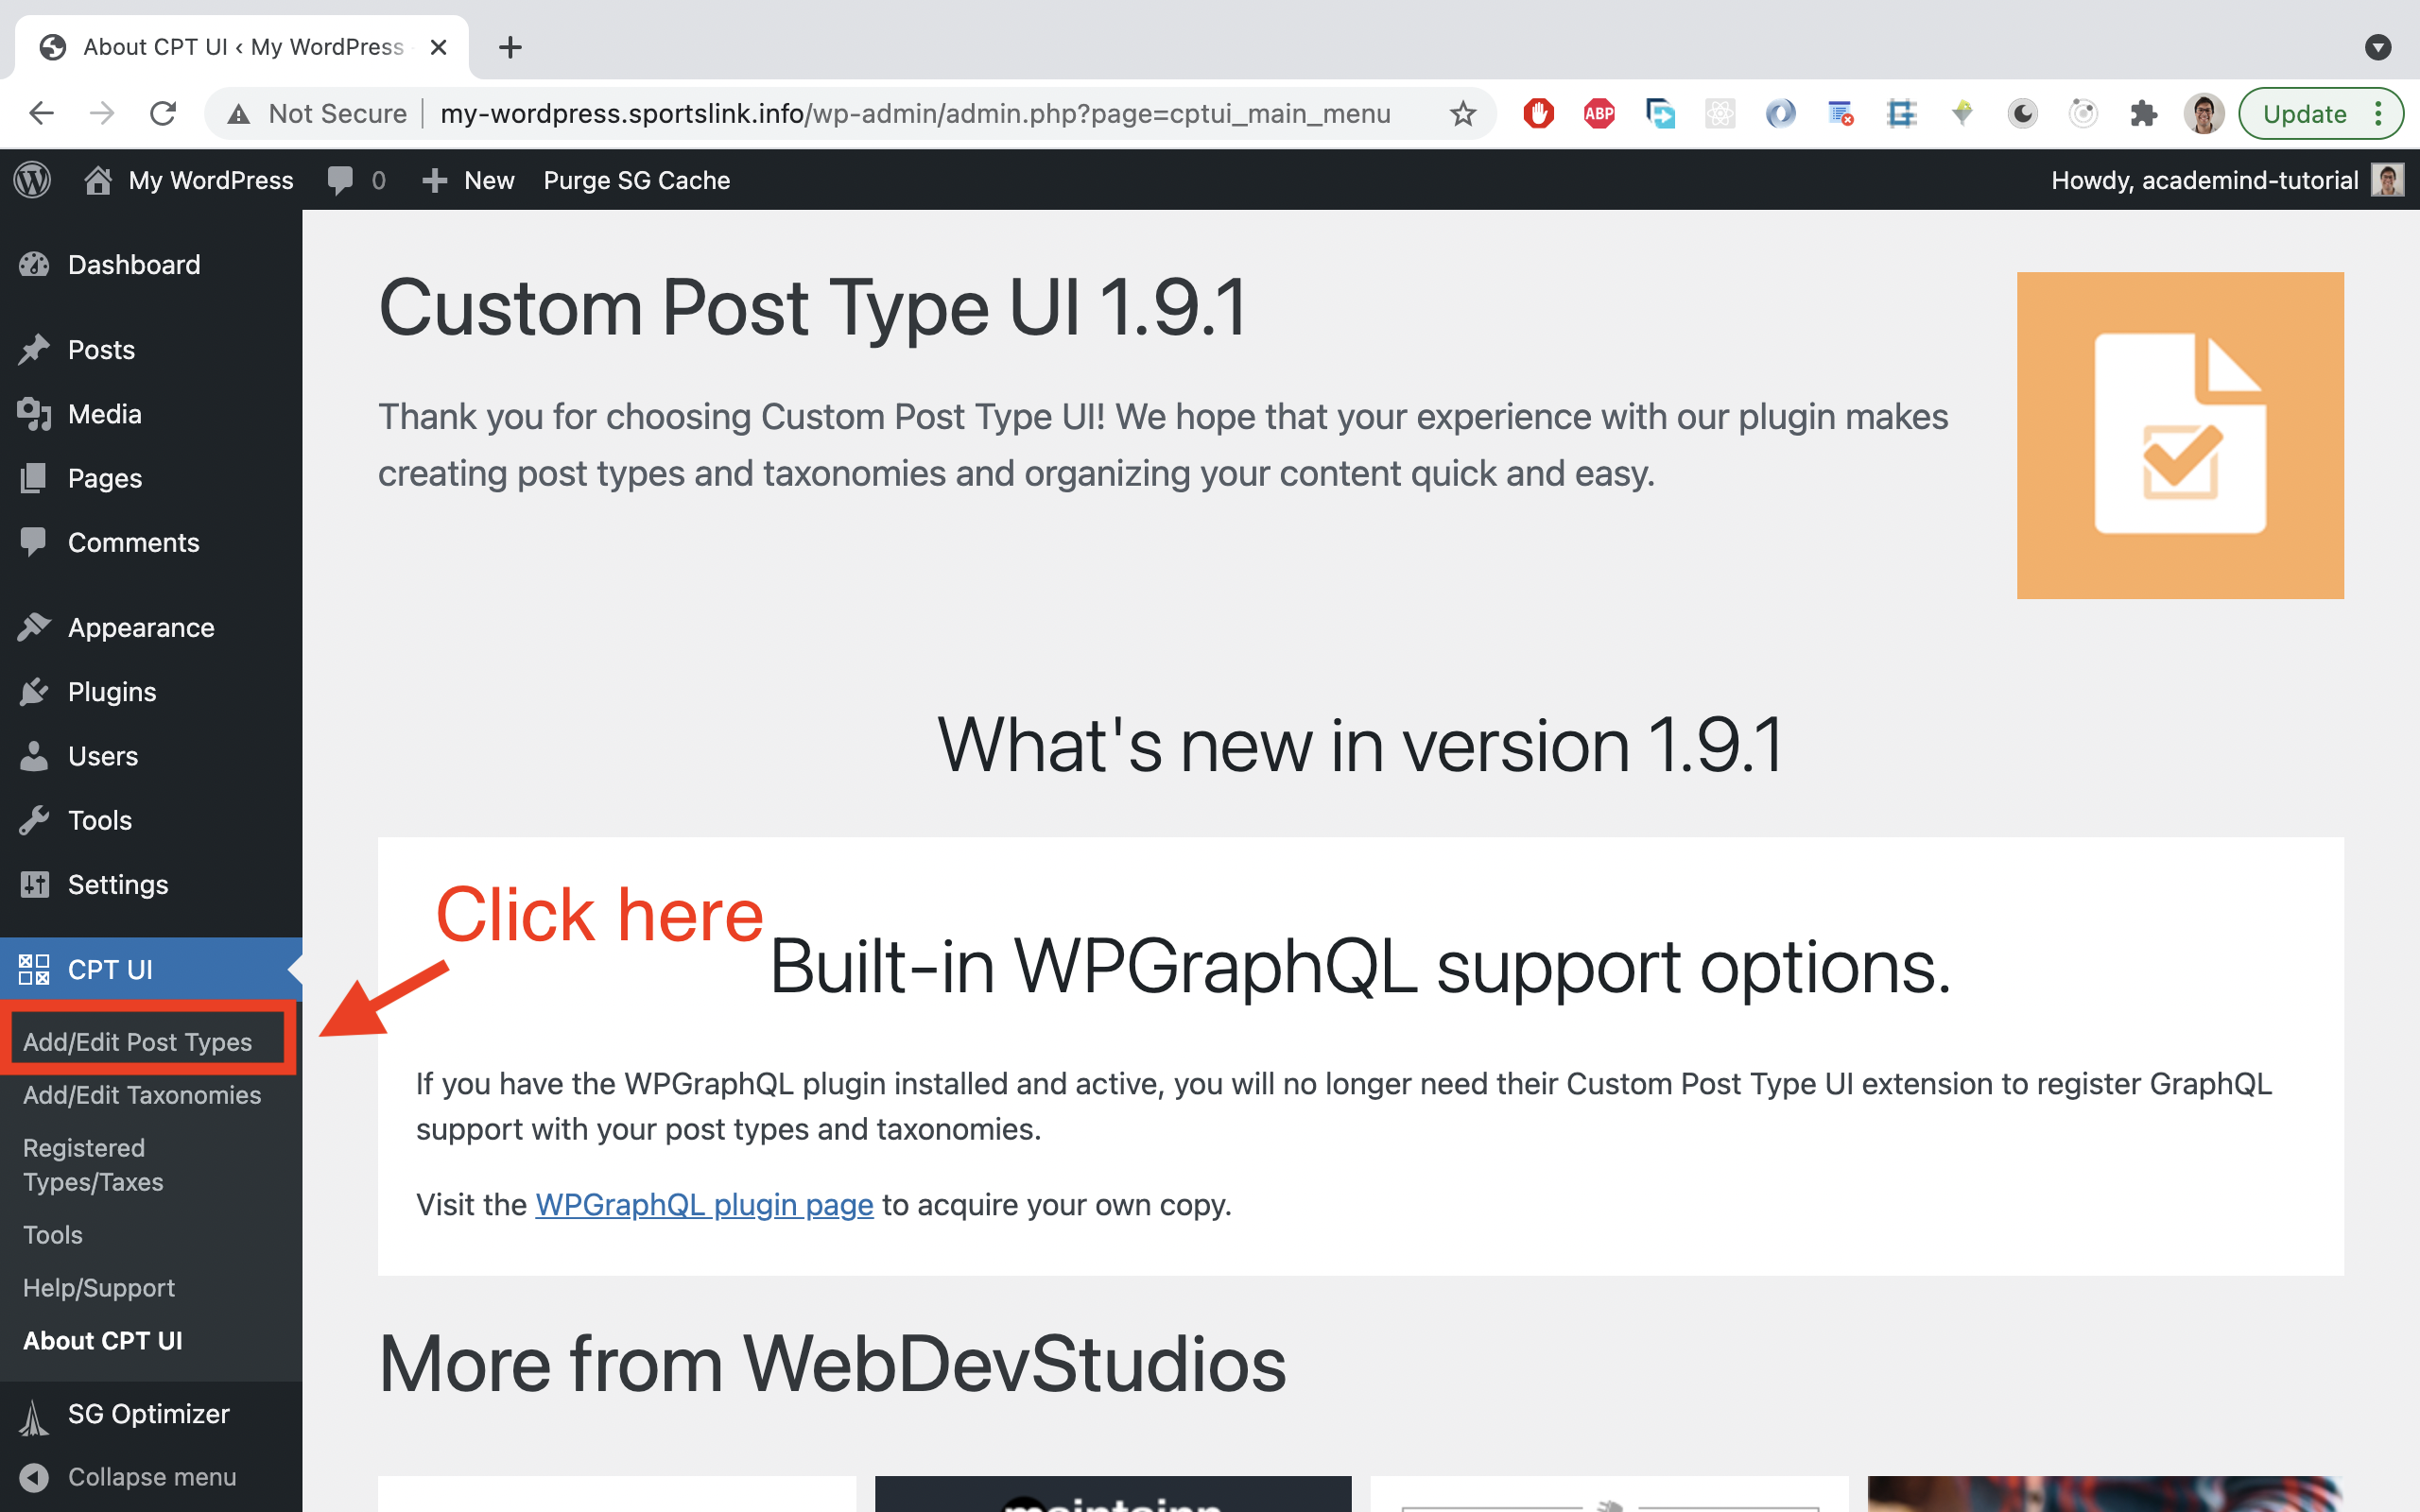 About CPT UI ‹ My WordPress
Not Secure
my-wordpress.sportslink.info/wp-admin/admin.php?page=cptui_main_menu
ABP
Update
My WordPress
0
New
Purge SG Cache
Howdy, academind-tutorial
Dashboard
Posts
Media
Pages
Comments
Appearance
Plugins
Users
Tools
Settings
CPT UI
Add/Edit Post Types
Add/Edit Taxonomies
Registered
Types/Taxes
Tools
Help/Support
About CPT UI
SG Optimizer
Collapse menu
Custom Post Type UI 1.9.1
Thank you for choosing Custom Post Type UI! We hope that your experience with our plugin makes
creating post types and taxonomies and organizing your content quick and easy.
What's new in version 1.9.1
Click here
Built-in WPGraphQL support options.
If you have the WPGraphQL plugin installed and active, you will no longer need their Custom Post Type UI extension to register GraphQL
support with your post types and taxonomies.
Visit the WPGraphQL plugin page to acquire your own copy.
More from WebDevStudios